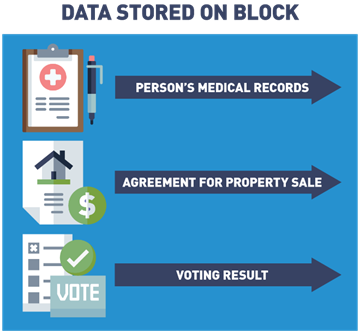 DATA STORED ON BLOCK
PERSON'S MEDICAL RECORDS
AGREEMENT FOR PROPERTY SALE
$
VOTE
VOTING RESULT